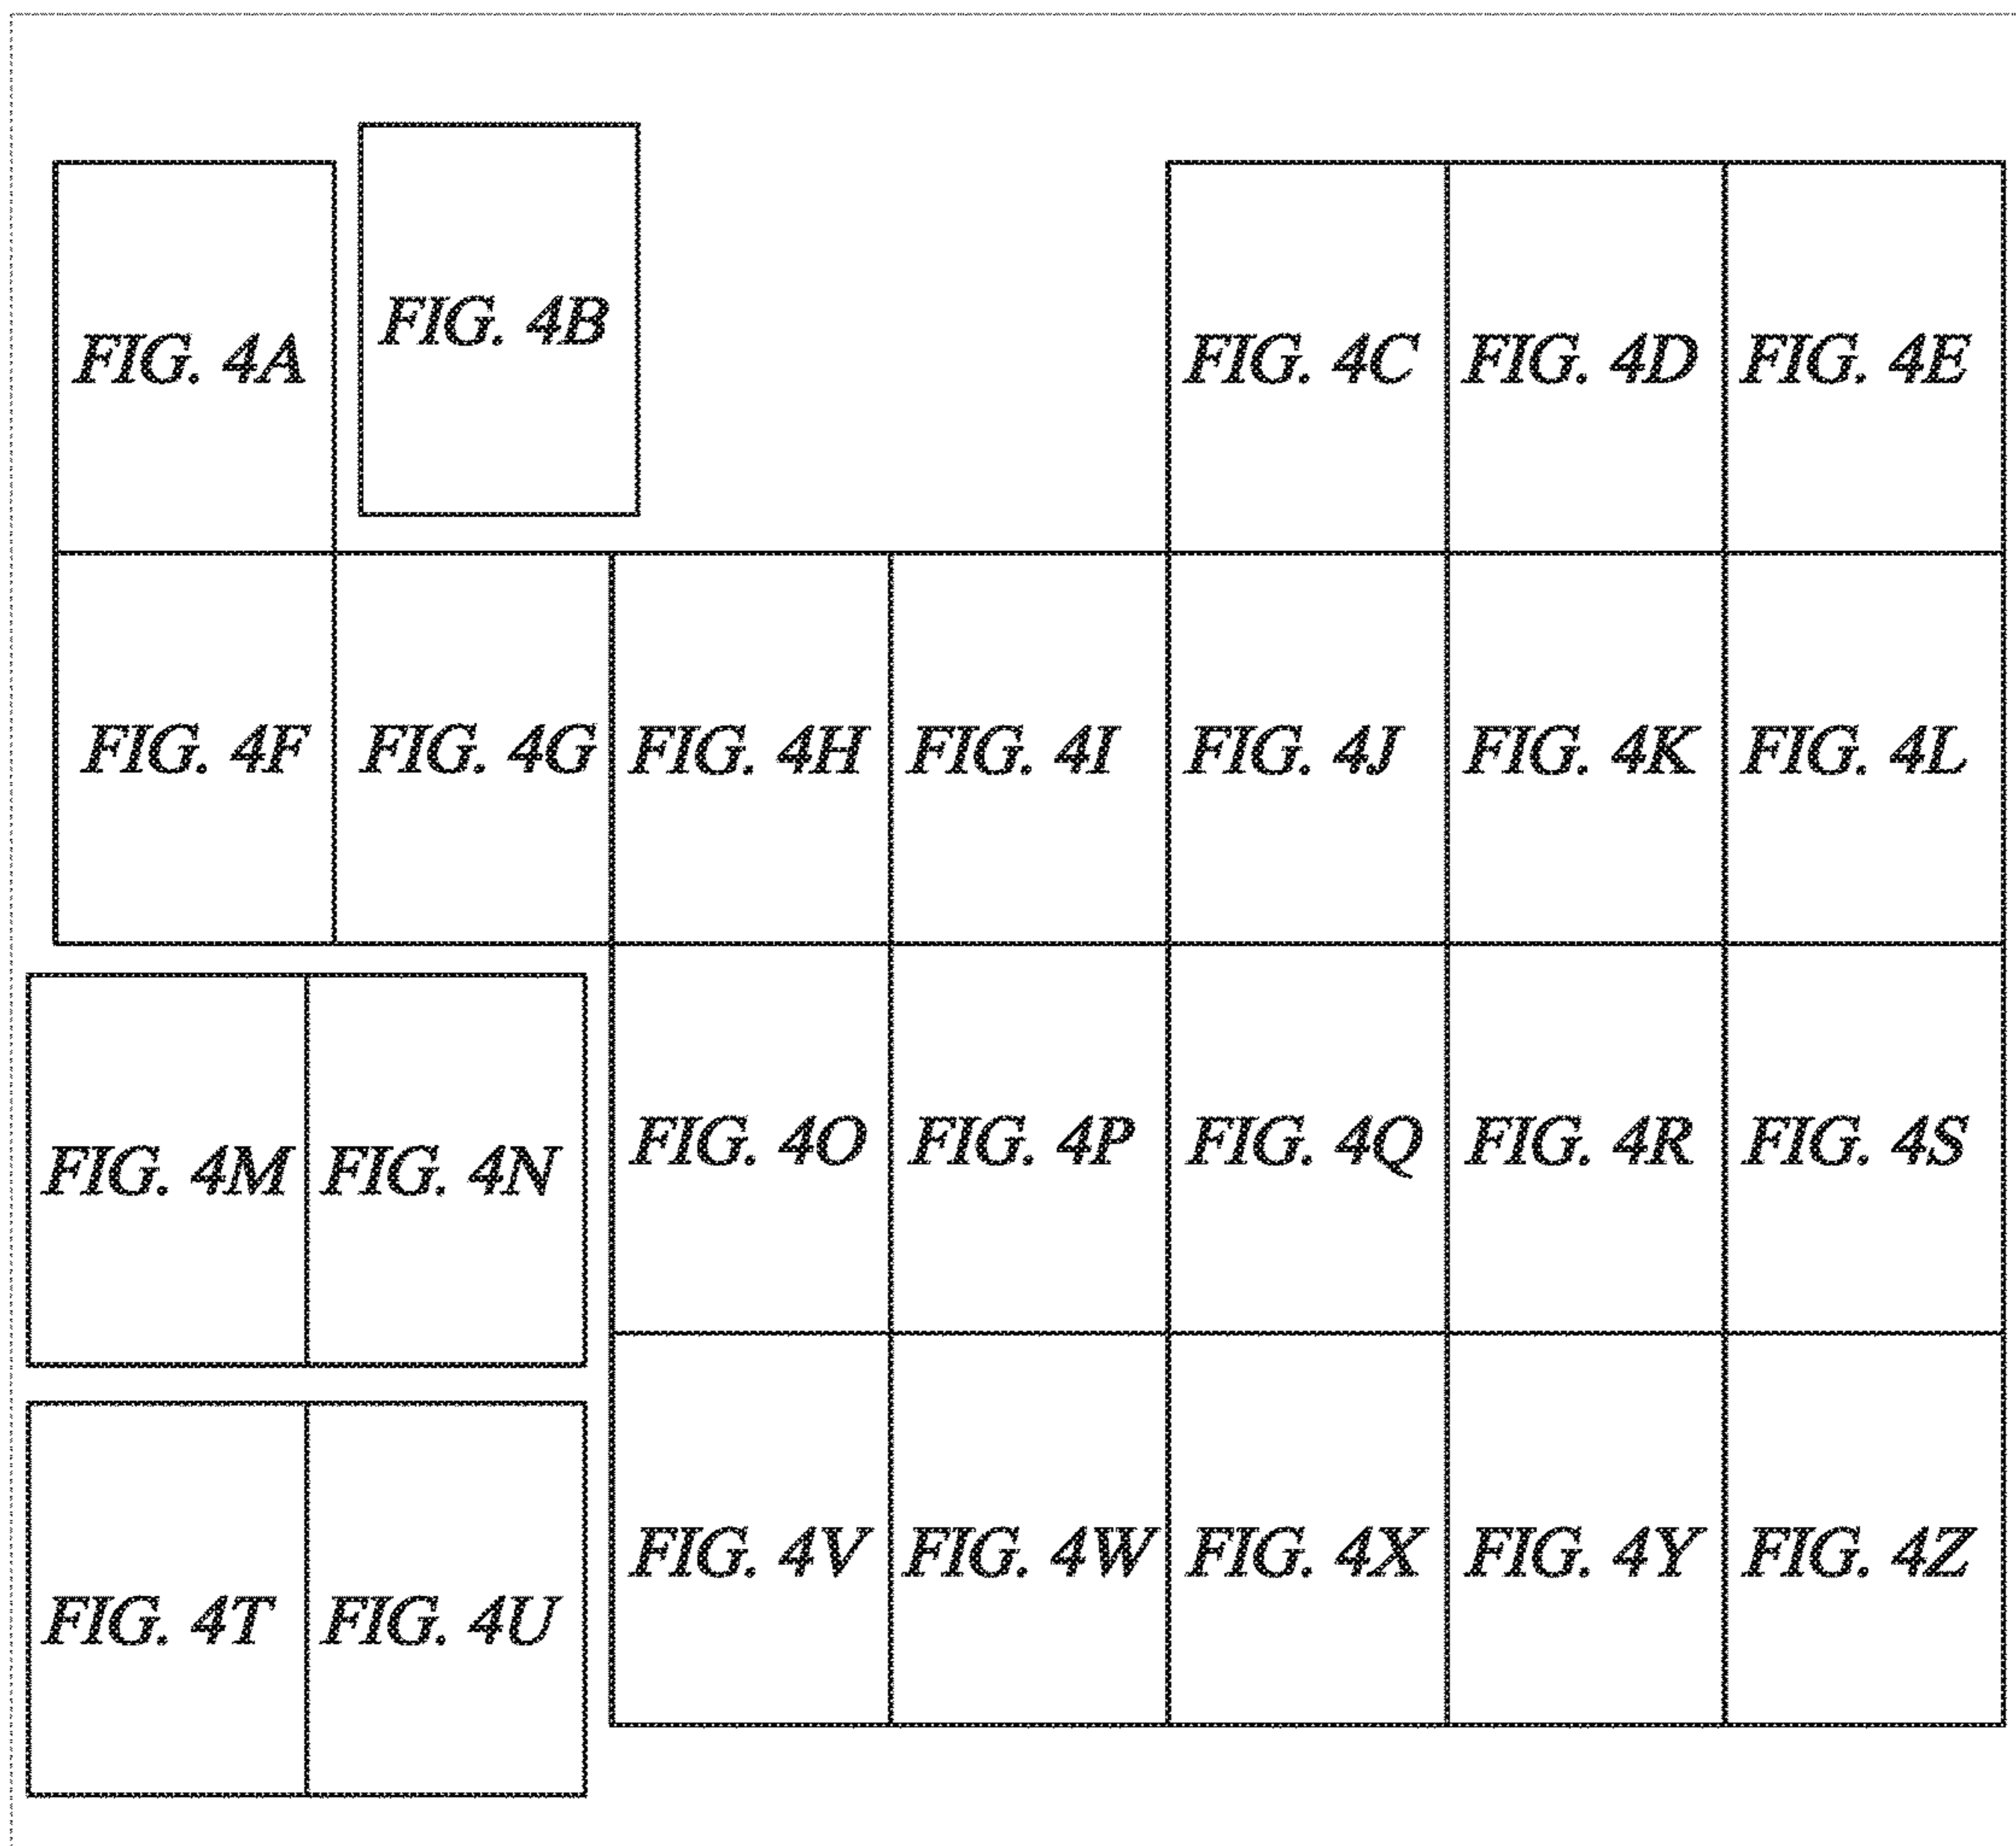 FIG. 4A
FIG. 4B
FIG. 4C
FIG. 4D
FIG. 4E
FIG. 4F
FIG. 4G
FIG. 4H
FIG. 4I
FIG. 4J
FIG. 4K
FIG. 4L
FIG. 4M
FIG. 4N
FIG. 4O
FIG. 4P
FIG. 4Q
FIG. 4R
FIG. 4S
FIG. 4T
FIG. 4U
FIG. 4V
FIG. 4W
FIG. 4X
FIG. 4Y
FIG. 4Z